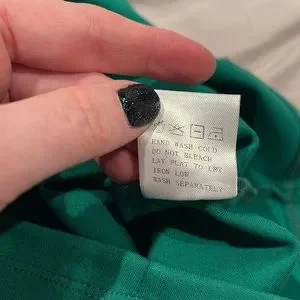 HAND WASH COLD
DO NOT BLEACH
LAY FLAT TO DRY
IRON LOW
WASH SEPARATELY